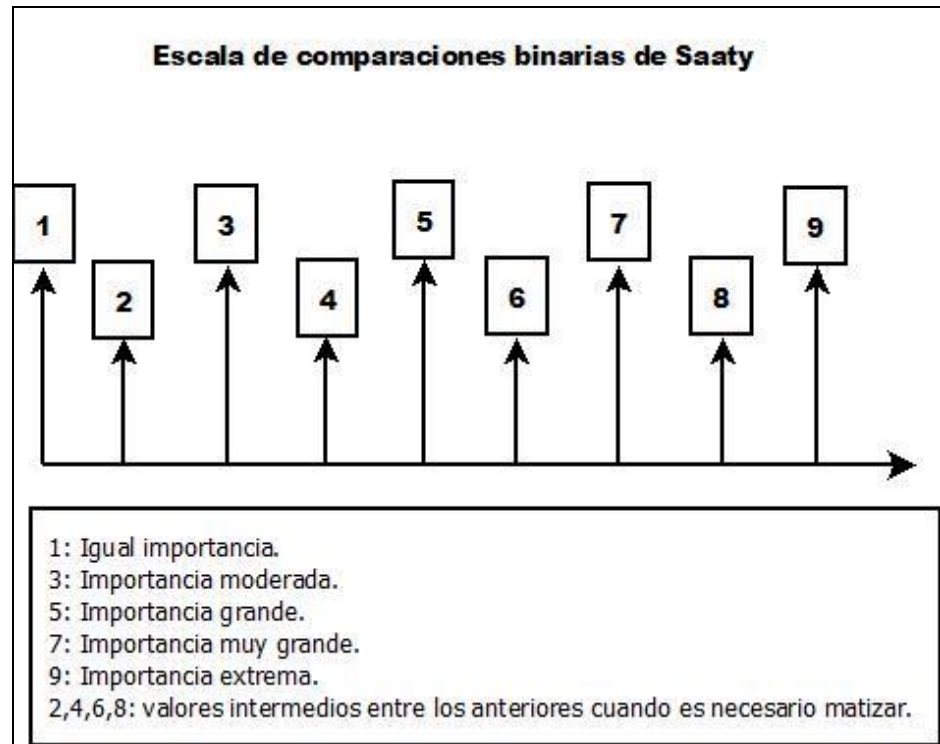 Escala de comparaciones binarias de Saaty
1
3
5
7
9
2
4
6
8
1: Igual importancia.
3: Importancia moderada.
5: Importancia grande.
7: Importancia muy grande.
9: Importancia extrema.
2,4,6,8: valores intermedios entre los anteriores cuando es necesario matizar.